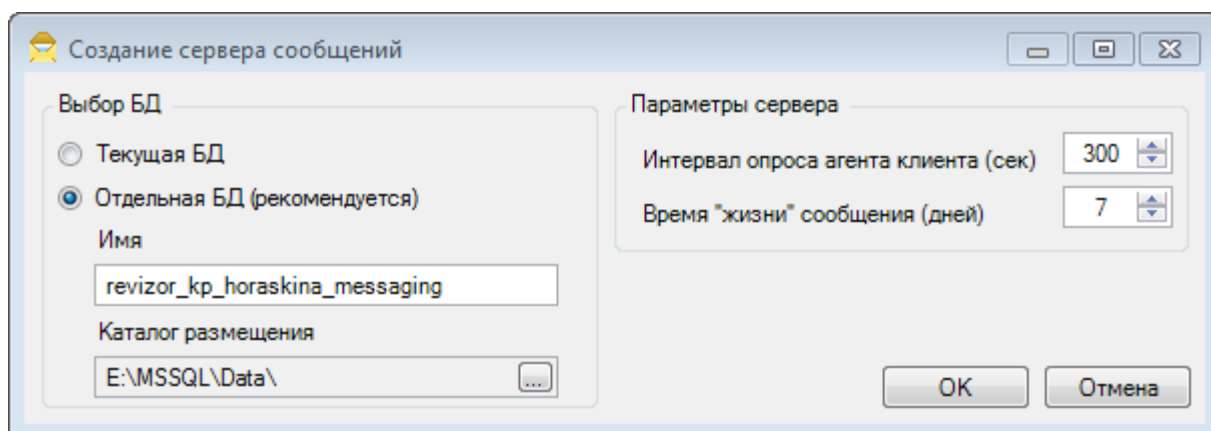 Создание сервера сообщений
Выбор БД
Текущая БД
Отдельная БД (рекомендуется)
Имя
revizor_kp_horaskina_messaging
Каталог размещения
E:\MSSQL\Data\
...
Параметры сервера
Интервал опроса агента клиента (сек) 300
Время "жизни" сообщения (дней) 7
OK Отмена